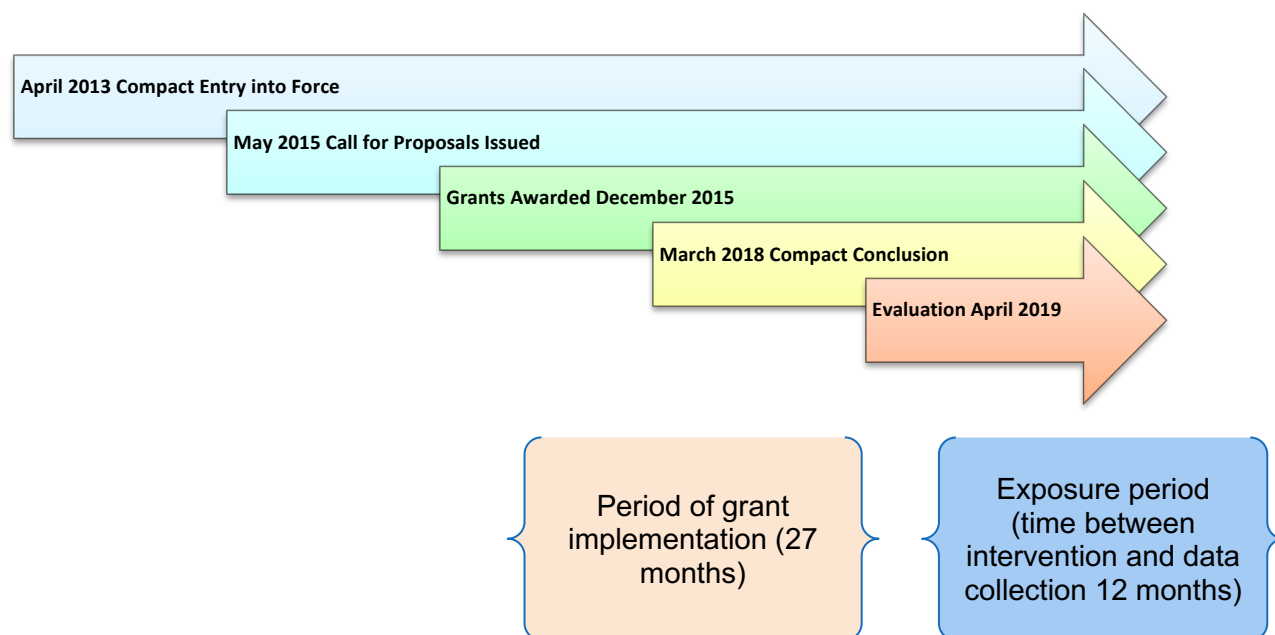 April 2013 Compact Entry into Force
May 2015 Call for Proposals Issued
Grants Awarded December 2015
March 2018 Compact Conclusion
Evaluation April 2019
Period of grant
implementation (27
months)
Exposure period
(time between
intervention and data
collection 12 months)